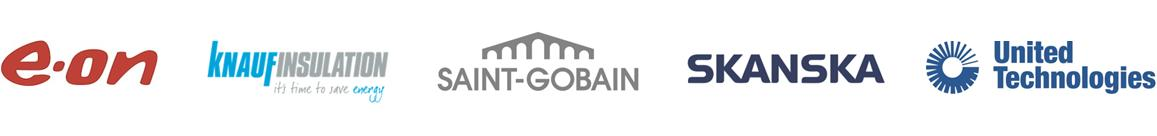 e·on
KNAUFINSULATION
it's time to save energy
SAINT-GOBAIN
SKANSKA
United
Technologies